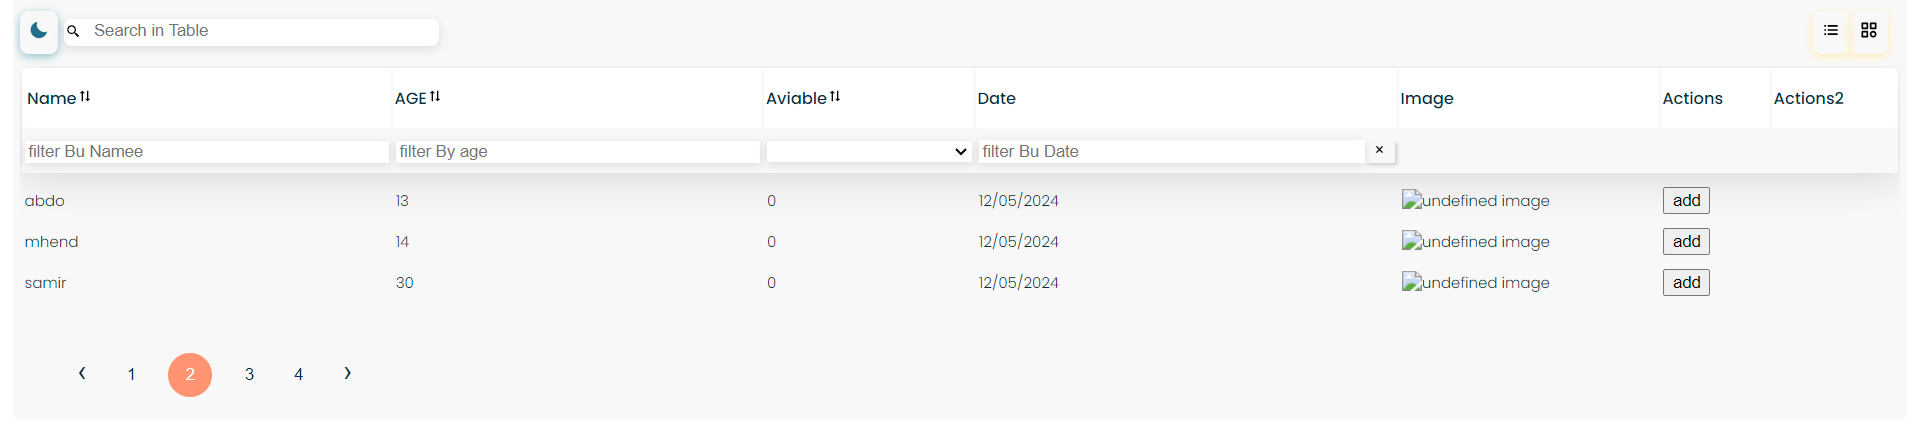 Search in Table
Name AGE Aviable Date Image Actions Actions2
filter Bu Namee filter By age filter Bu Date ×
abdo 13 0 12/05/2024 undefined image add
mhend 14 0 12/05/2024 undefined image add
samir 30 0 12/05/2024 undefined image add
‹ 1 2 3 4 ›